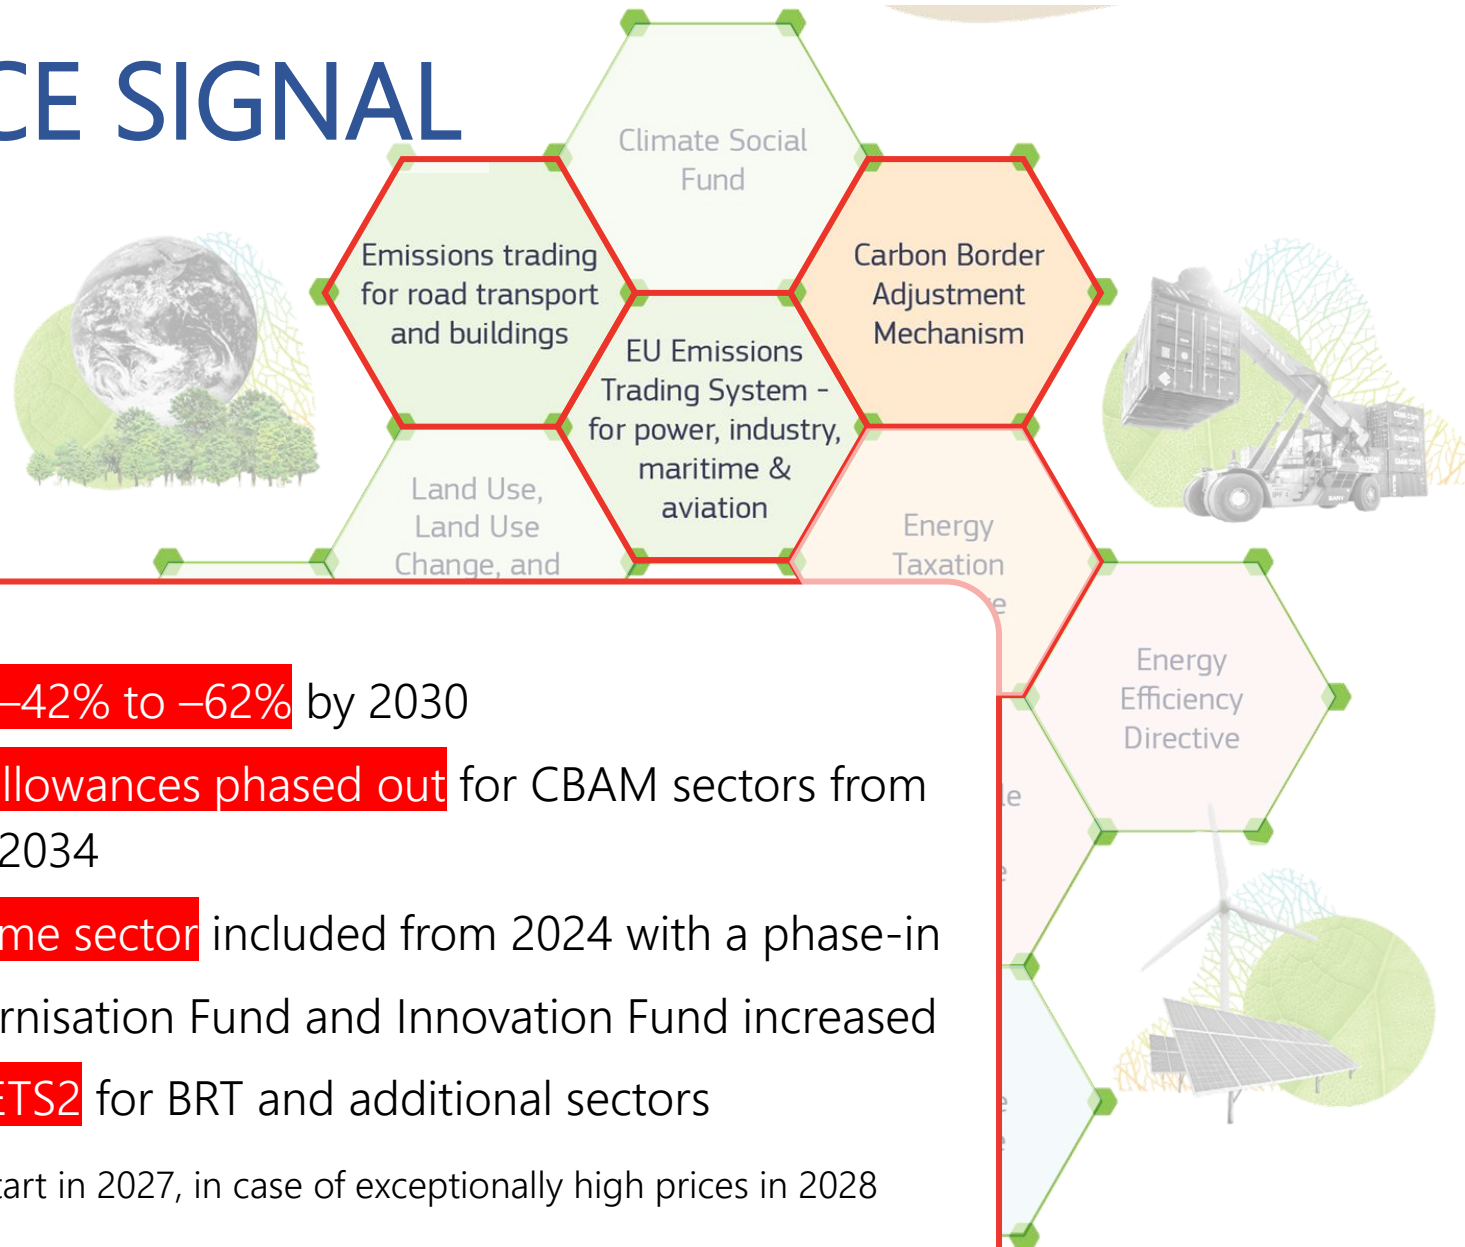 CE SIGNAL
Climate Social
Fund
Emissions trading
for road transport
and buildings
Carbon Border
Adjustment
Mechanism
EU Emissions
Trading System -
for power, industry,
maritime &
aviation
Land Use,
Land Use
Change, and
Energy
Taxation
e
Energy
Efficiency
Directive
le
e
e
e
–42% to –62% by 2030
llowances phased out for CBAM sectors from
2034
me sector included from 2024 with a phase-in
rnisation Fund and Innovation Fund increased
ETS2 for BRT and additional sectors
tart in 2027, in case of exceptionally high prices in 2028